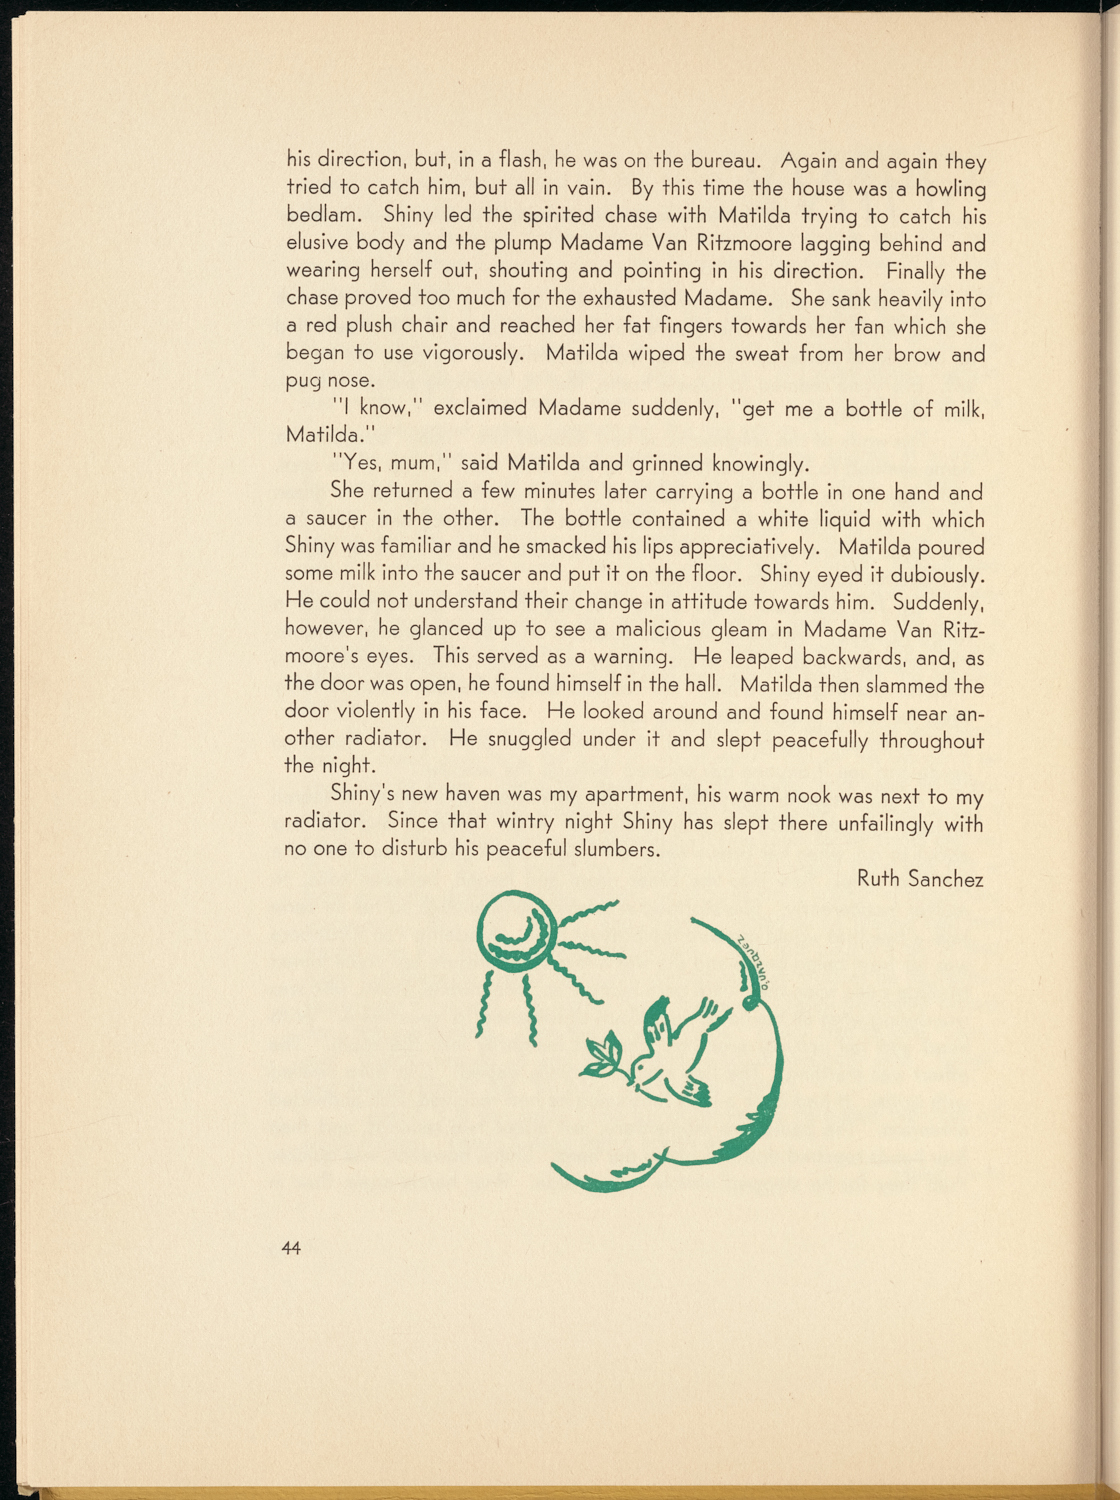 his direction, but, in a flash, he was on the bureau. Again and again they
tried to catch him, but all in vain. By this time the house was a howling
bedlam. Shiny led the spirited chase with Matilda trying to catch his
elusive body and the plump Madame Van Ritzmoore lagging behind and
wearing herself out, shouting and pointing in his direction. Finally the
chase proved too much for the exhausted Madame. She sank heavily into
a red plush chair and reached her fat fingers towards her fan which she
began to use vigorously. Matilda wiped the sweat from her brow and
pug nose.
"I know," exclaimed Madame suddenly, "get me a bottle of milk,
Matilda."
"Yes, mum," said Matilda and grinned knowingly.
She returned a few minutes later carrying a bottle in one hand and
a saucer in the other. The bottle contained a white liquid with which
Shiny was familiar and he smacked his lips appreciatively. Matilda poured
some milk into the saucer and put it on the floor. Shiny eyed it dubiously.
He could not understand their change in attitude towards him. Suddenly,
however, he glanced up to see a malicious gleam in Madame Van Ritz-
moore's eyes. This served as a warning. He leaped backwards, and, as
the door was open, he found himself in the hall. Matilda then slammed the
door violently in his face. He looked around and found himself near an-
other radiator. He snuggled under it and slept peacefully throughout
the night.
Shiny's new haven was my apartment, his warm nook was next to my
radiator. Since that wintry night Shiny has slept there unfailingly with
no one to disturb his peaceful slumbers.
Ruth Sanchez
44